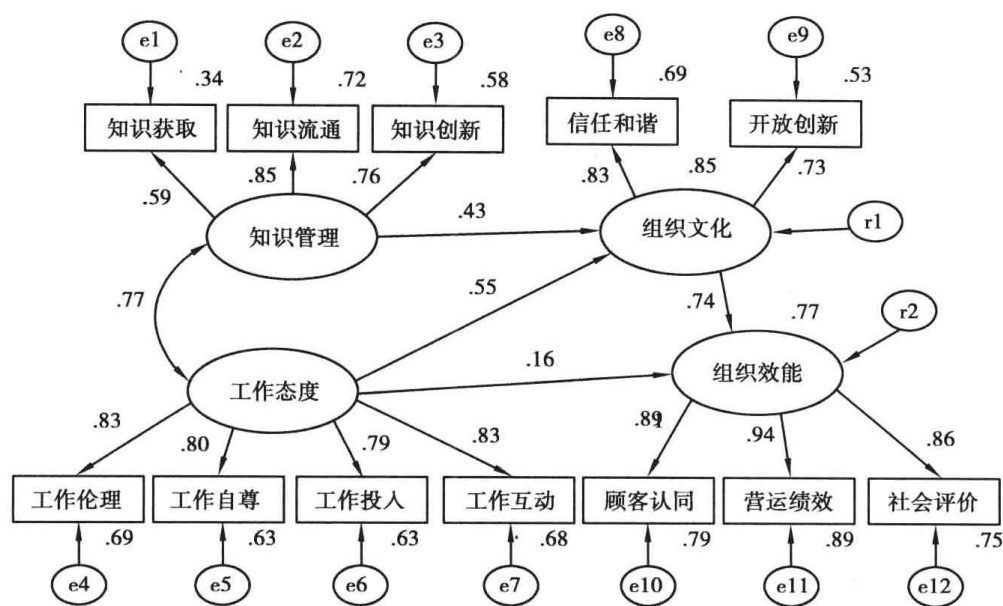 e1 e2 e3 e8 e9
.34 .72 .58 .69 .53
知识获取 知识流通 知识创新 信任和谐 开放创新
.59 .85 .76 .83 .85 .73
知识管理 .43 组织文化 r1
.77 .55 .74 .77 r2
工作态度 .16 组织效能
.83 .80 .79 .83 .89 .94 .86
工作伦理 工作自尊 工作投入 工作互动 顾客认同 营运绩效 社会评价
.69 .63 .63 .68 .79 .89 .75
e4 e5 e6 e7 e10 e11 e12